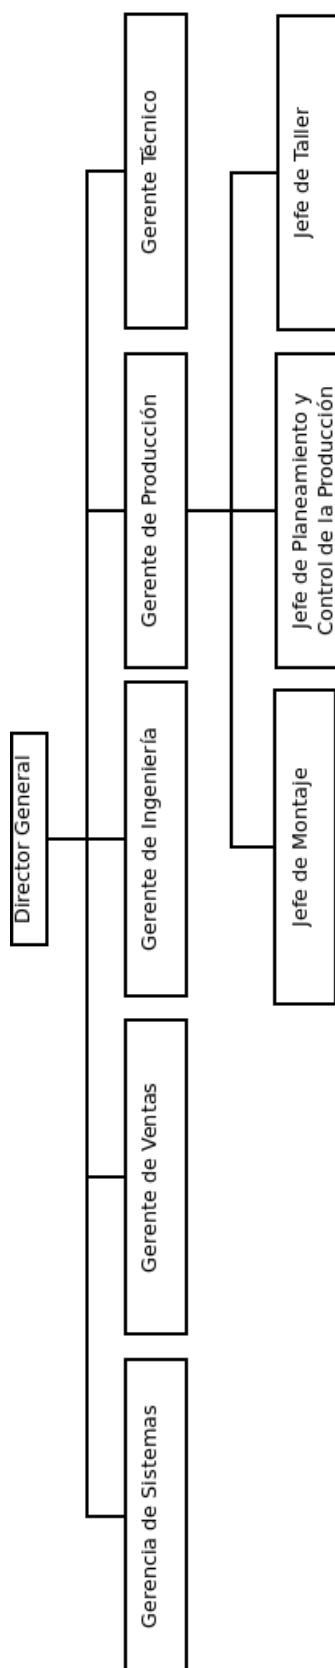 Director General
Gerencia de Sistemas
Gerente de Ventas
Gerente de Ingeniería
Gerente de Producción
Gerente Técnico
Jefe de Montaje
Jefe de Planeamiento y
Control de la Producción
Jefe de Taller